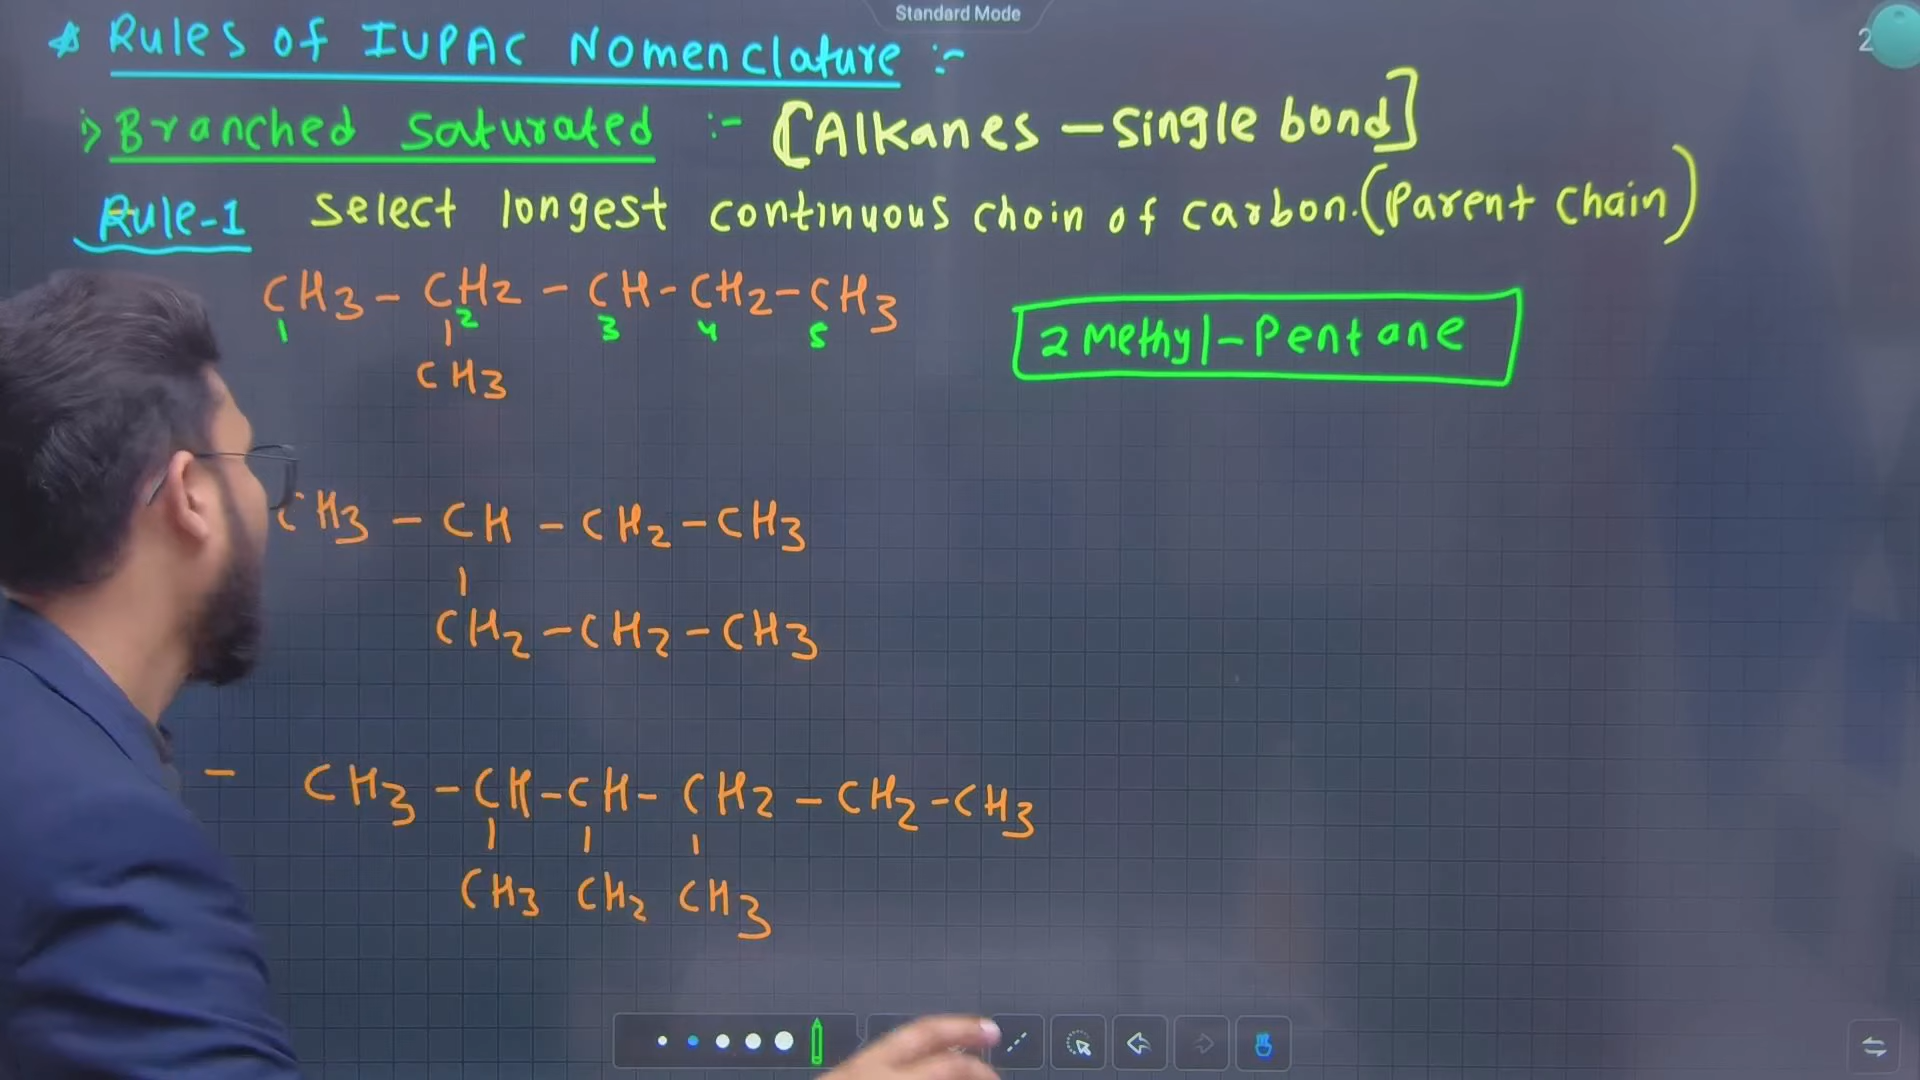 Standard Mode
2
* Rules of IUPAC Nomenclature :-
i> Branched Saturated :- [Alkanes - Single bond]
Rule-1 Select longest continuous chain of carbon. (Parent Chain)
CH3 - CH2 - CH - CH2 - CH3
1 2 3 4 5
CH3
2 Methyl - Pentane
CH3 - CH - CH2 - CH3
CH2 - CH2 - CH3
- CH3 - CH - CH - CH2 - CH2 - CH3
CH3 CH2 CH3